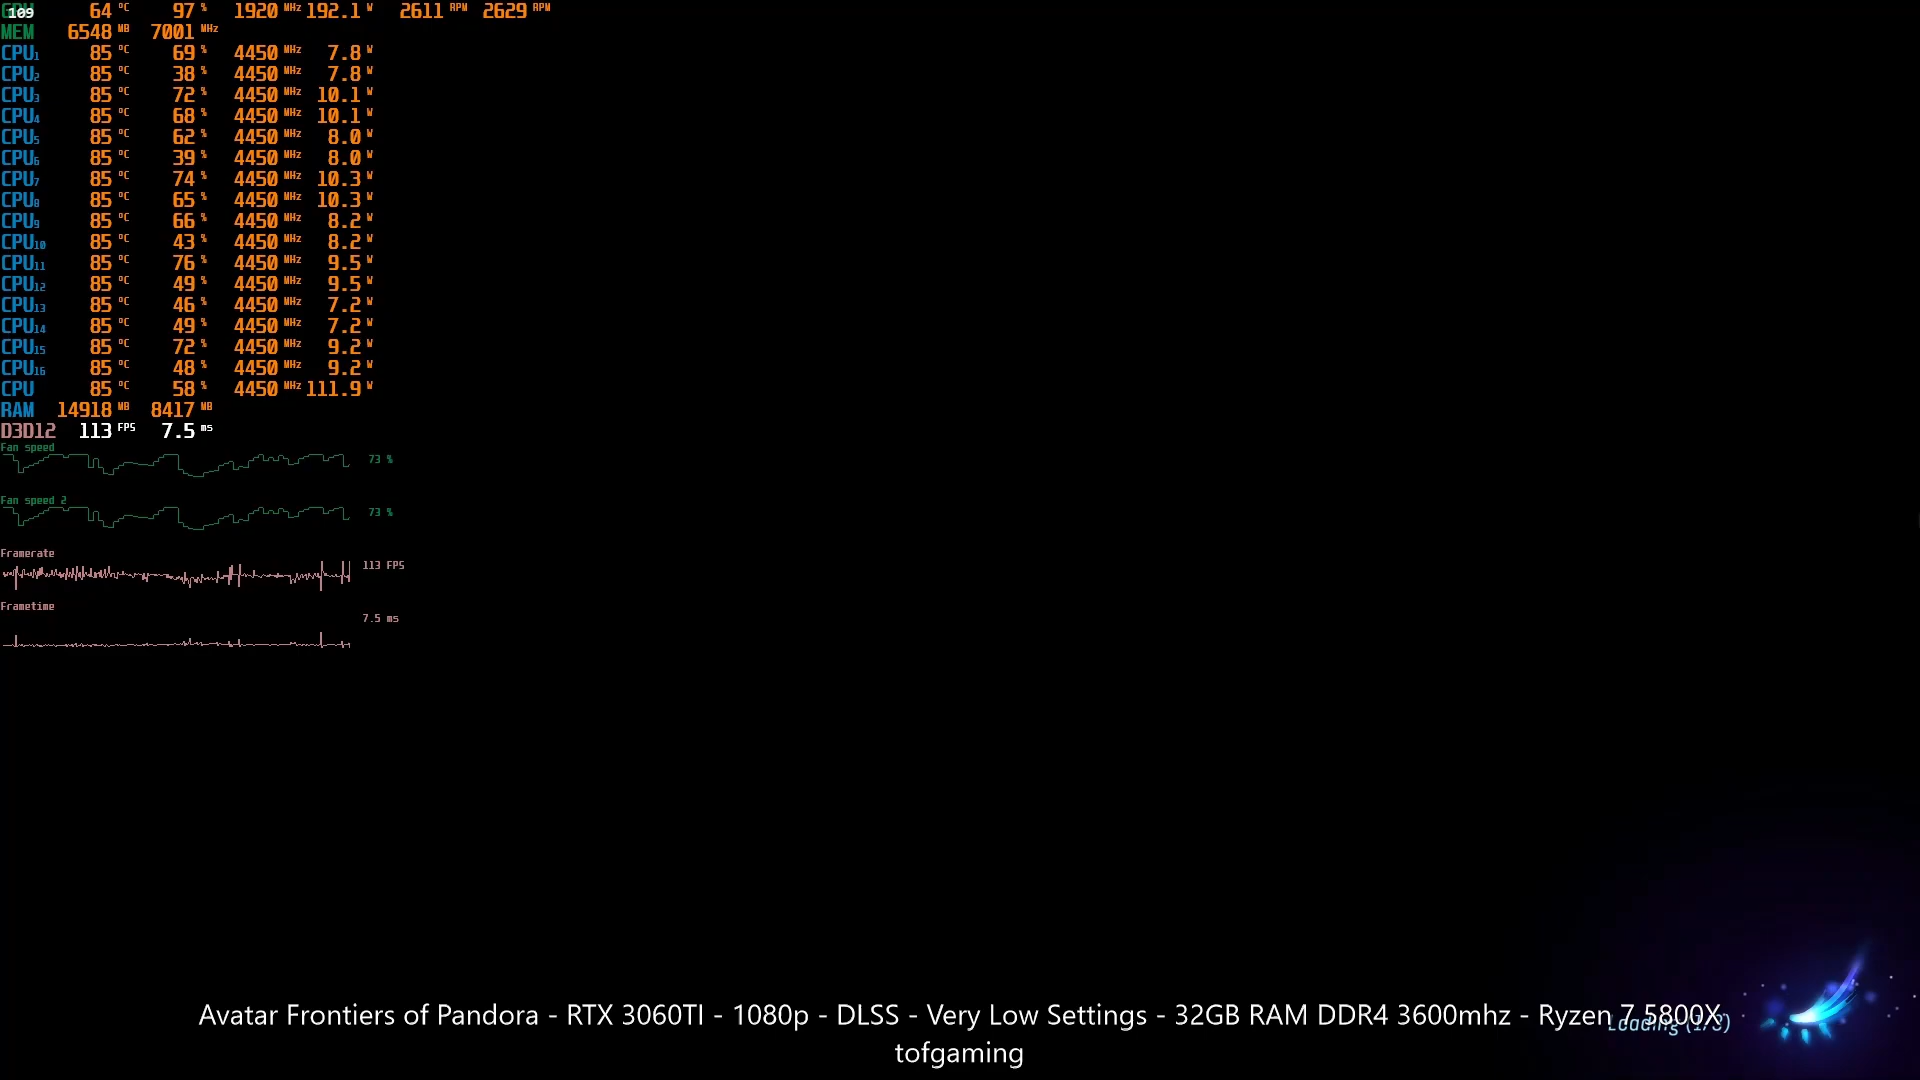 109
64 °C 97 % 1920 MHz 192.1 W 2611 RPM 2629 RPM
MEM 6548 MB 7001 MHz
CPU1 85 °C 69 % 4450 MHz 7.8 W
CPU2 85 °C 38 % 4450 MHz 7.8 W
CPU3 85 °C 72 % 4450 MHz 10.1 W
CPU4 85 °C 68 % 4450 MHz 10.1 W
CPU5 85 °C 62 % 4450 MHz 8.0 W
CPU6 85 °C 39 % 4450 MHz 8.0 W
CPU7 85 °C 74 % 4450 MHz 10.3 W
CPU8 85 °C 65 % 4450 MHz 10.3 W
CPU9 85 °C 66 % 4450 MHz 8.2 W
CPU10 85 °C 43 % 4450 MHz 8.2 W
CPU11 85 °C 76 % 4450 MHz 9.5 W
CPU12 85 °C 49 % 4450 MHz 9.5 W
CPU13 85 °C 46 % 4450 MHz 7.2 W
CPU14 85 °C 49 % 4450 MHz 7.2 W
CPU15 85 °C 72 % 4450 MHz 9.2 W
CPU16 85 °C 48 % 4450 MHz 9.2 W
CPU 85 °C 58 % 4450 MHz 111.9 W
RAM 14918 MB 8417 MB
D3D12 113 FPS 7.5 ms
Fan speed
73 %
Fan speed 2
73 %
Framerate
113 FPS
Frametime
7.5 ms
Avatar Frontiers of Pandora - RTX 3060TI - 1080p - DLSS - Very Low Settings - 32GB RAM DDR4 3600mhz - Ryzen 7 5800X
Loading (1/3)
tofgaming